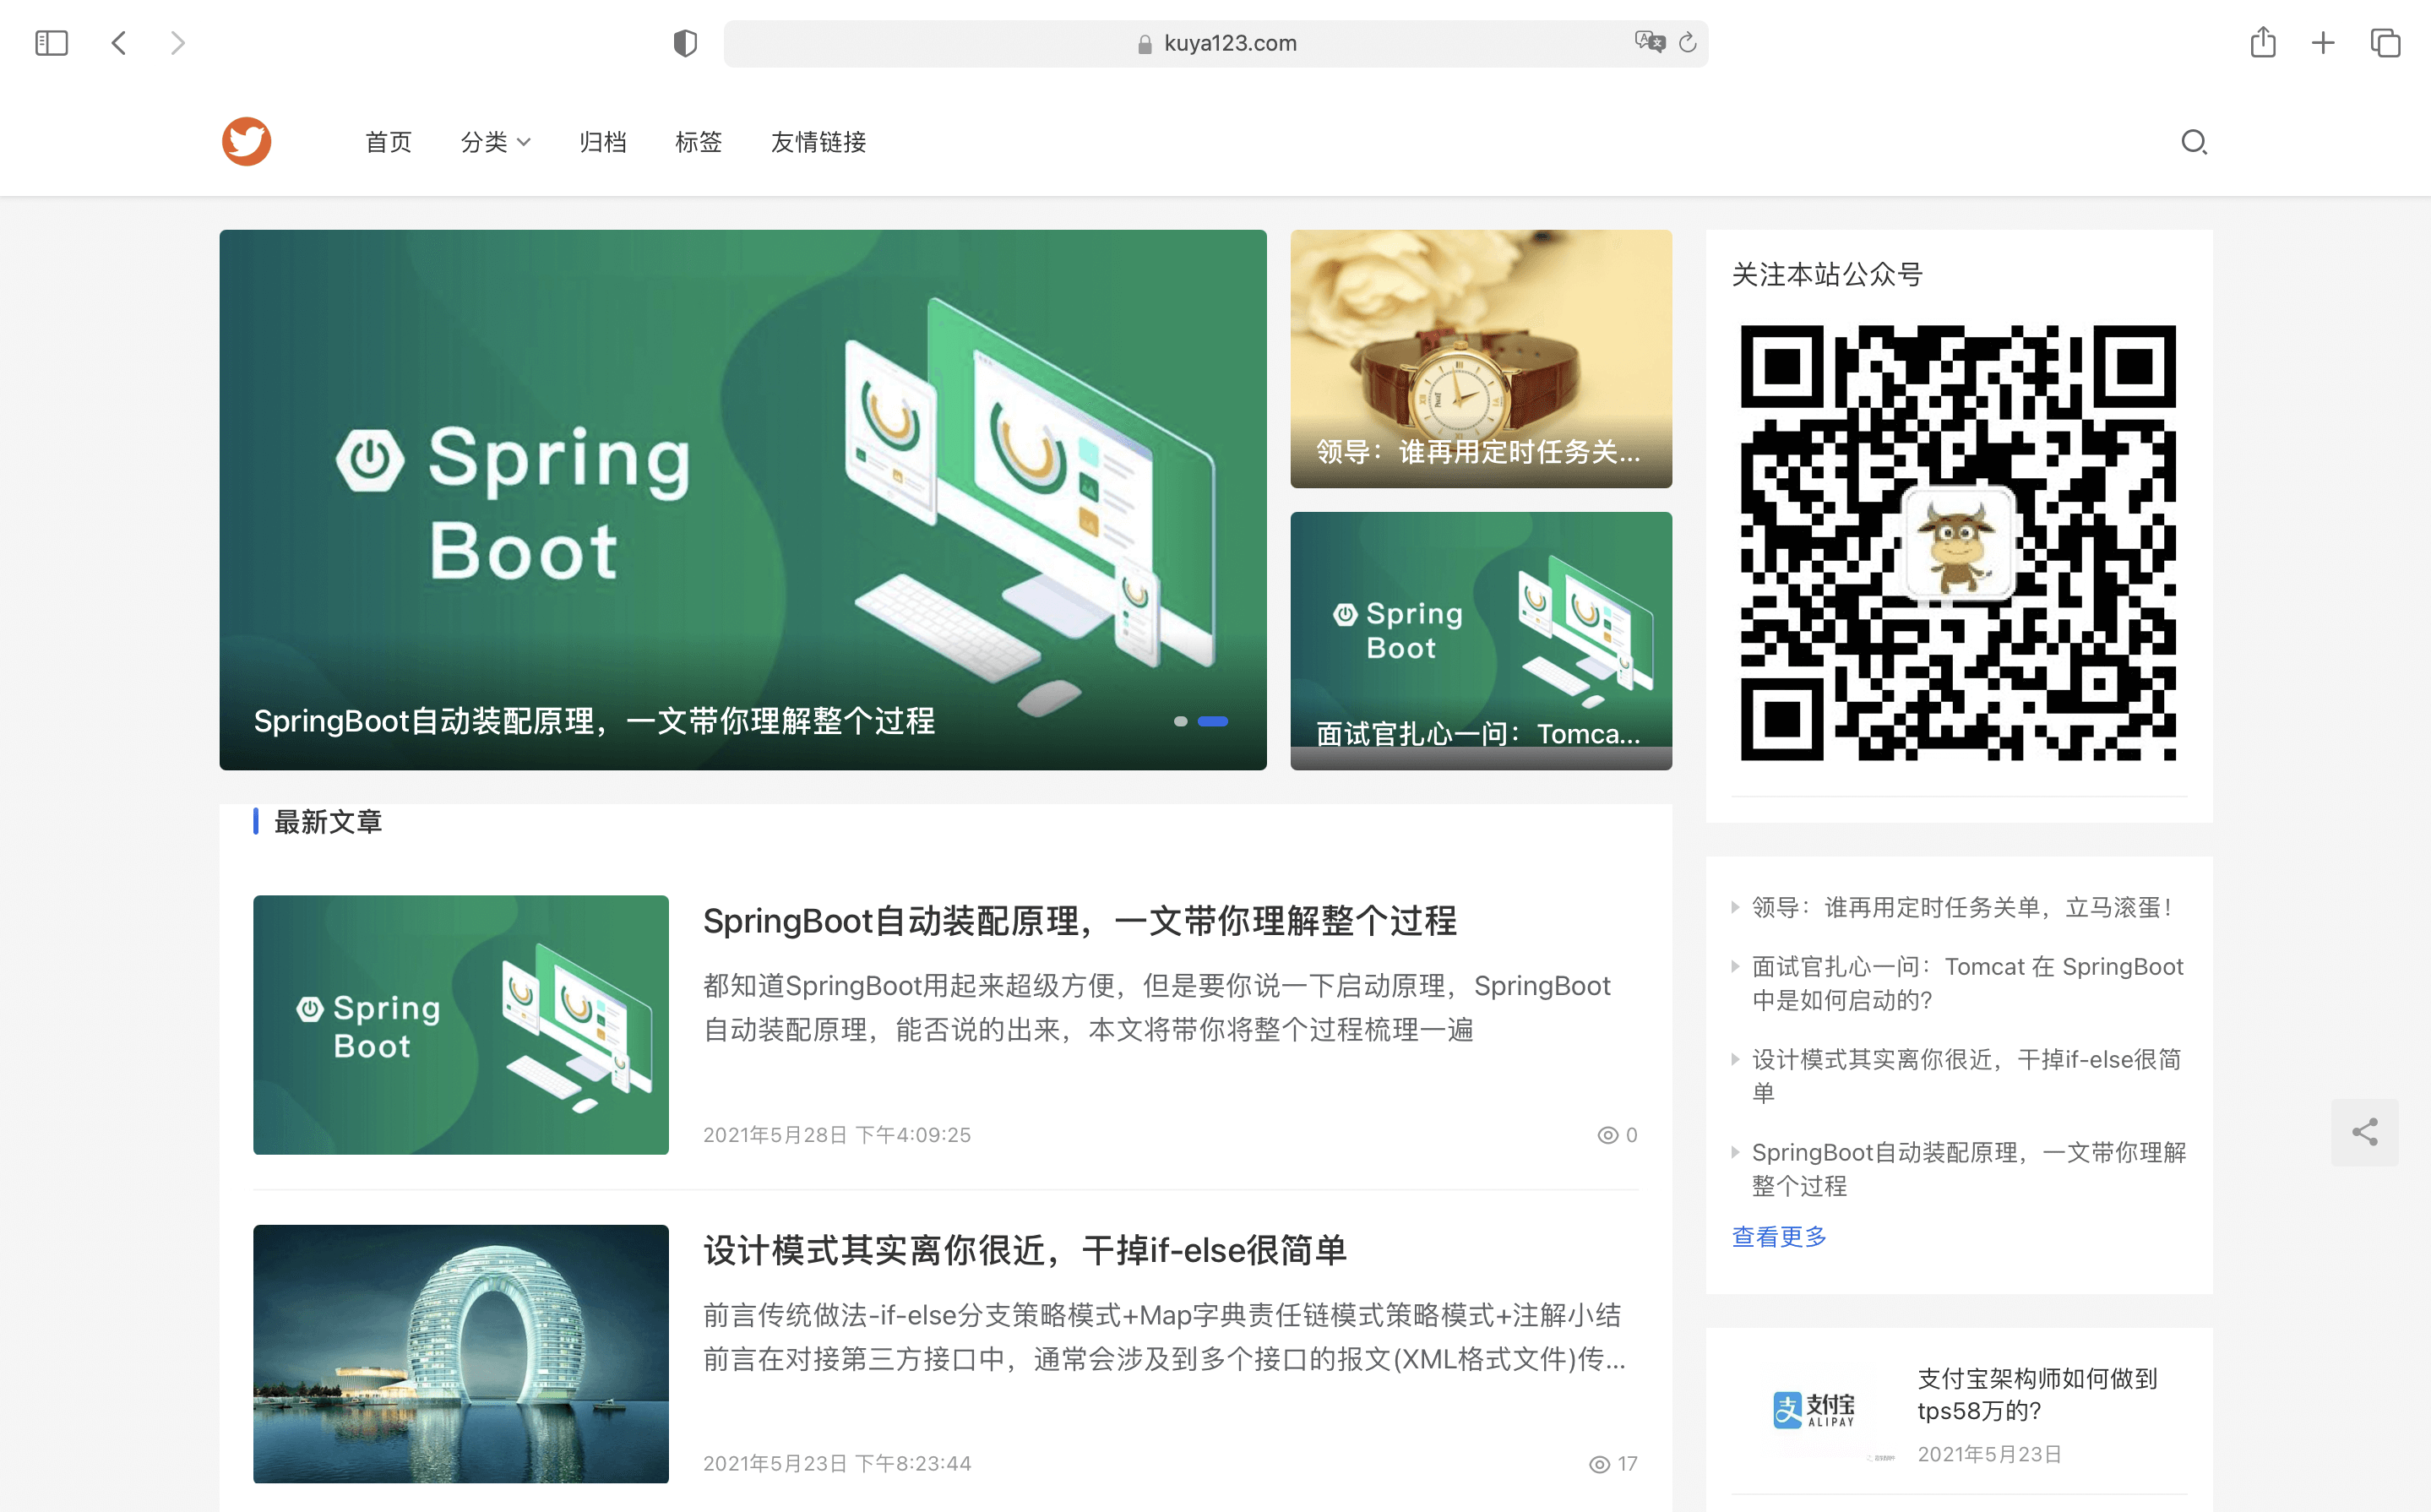 kuya123.com
首页
分类
归档
标签
友情链接
Spring
Boot
SpringBoot自动装配原理，一文带你理解整个过程
领导：谁再用定时任务关...
Spring
Boot
面试官扎心一问：Tomca...
关注本站公众号
最新文章
Spring
Boot
SpringBoot自动装配原理，一文带你理解整个过程
都知道SpringBoot用起来超级方便，但是要你说一下启动原理，SpringBoot
自动装配原理，能否说的出来，本文将带你将整个过程梳理一遍
2021年5月28日 下午4:09:25
0
设计模式其实离你很近，干掉if-else很简单
前言传统做法-if-else分支策略模式+Map字典责任链模式策略模式+注解小结
前言在对接第三方接口中，通常会涉及到多个接口的报文(XML格式文件)传...
2021年5月23日 下午8:23:44
17
领导：谁再用定时任务关单，立马滚蛋！
面试官扎心一问：Tomcat 在 SpringBoot
中是如何启动的？
设计模式其实离你很近，干掉if-else很简
单
SpringBoot自动装配原理，一文带你理解
整个过程
查看更多
支付宝
ALIPAY
支付宝架构师如何做到
tps58万的？
2021年5月23日